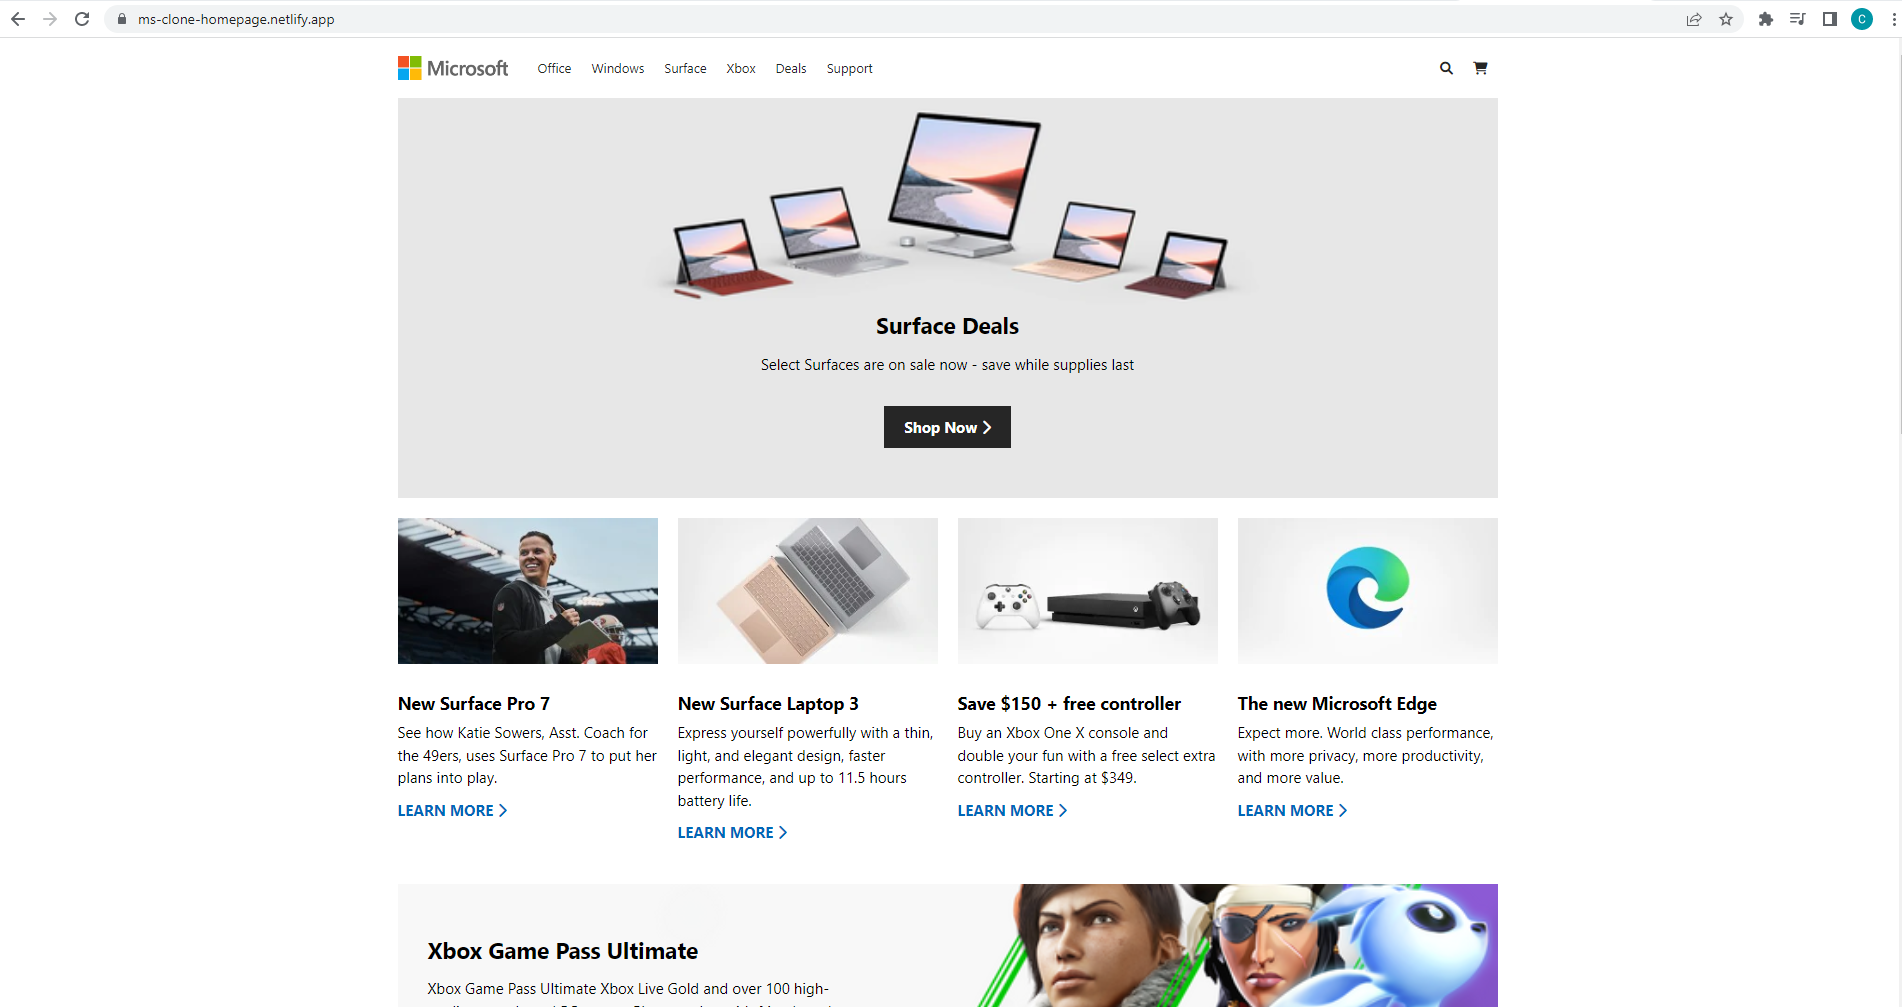 ms-clone-homepage.netlify.app
C
Microsoft Office Windows Surface Xbox Deals Support
Surface Deals
Select Surfaces are on sale now - save while supplies last
Shop Now
New Surface Pro 7
See how Katie Sowers, Asst. Coach for
the 49ers, uses Surface Pro 7 to put her
plans into play.
LEARN MORE
New Surface Laptop 3
Express yourself powerfully with a thin,
light, and elegant design, faster
performance, and up to 11.5 hours
battery life.
LEARN MORE
Save $150 + free controller
Buy an Xbox One X console and
double your fun with a free select extra
controller. Starting at $349.
LEARN MORE
The new Microsoft Edge
Expect more. World class performance,
with more privacy, more productivity,
and more value.
LEARN MORE
Xbox Game Pass Ultimate
Xbox Game Pass Ultimate Xbox Live Gold and over 100 high-